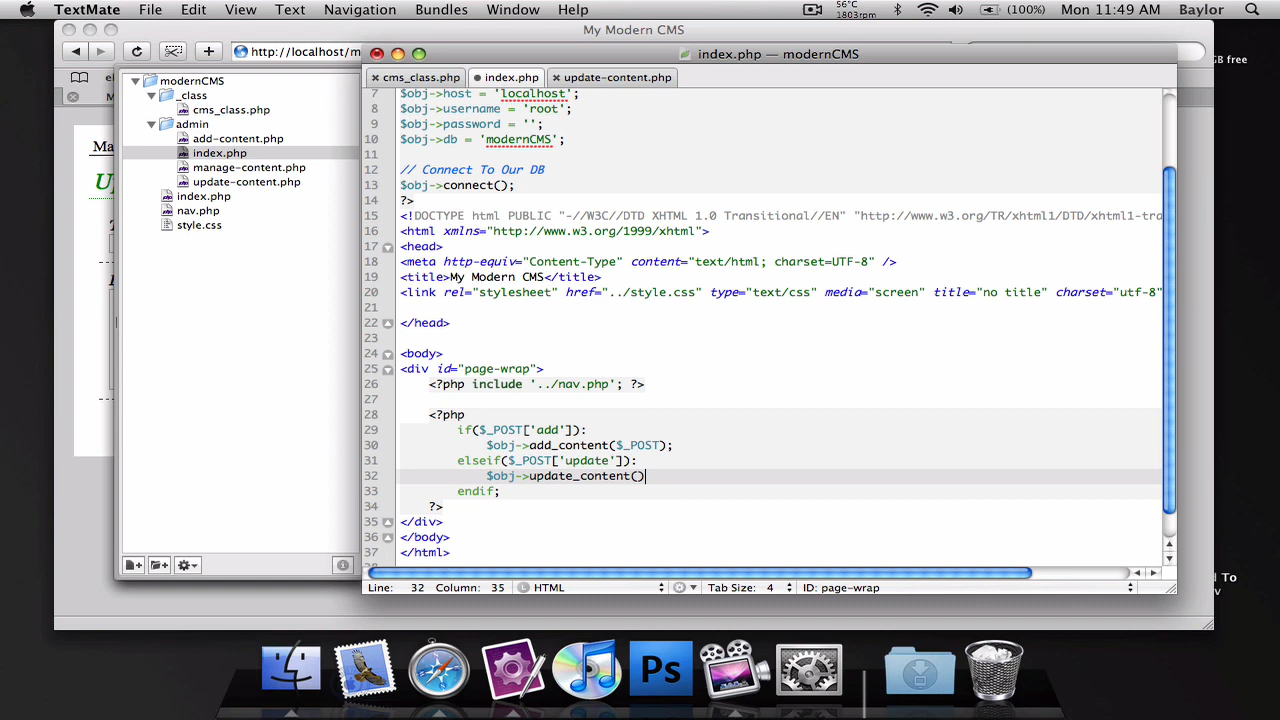 TextMate File Edit View Text Navigation Bundles Window Help 56°C 1803rpm (100%) Mon 11:49 AM Baylor
My Modern CMS
http://localhost/m
GB free
index.php — modernCMS
cms_class.php index.php update-content.php
modernCMS
_class
cms_class.php
admin
add-content.php
index.php
manage-content.php
update-content.php
index.php
nav.php
style.css
Ma
7 $obj->host = 'localhost';
8 $obj->username = 'root';
9 $obj->password = '';
10 $obj->db = 'modernCMS';
11
12 // Connect To Our DB
13 $obj->connect();
14 ?>
15 <!DOCTYPE html PUBLIC "-//W3C//DTD XHTML 1.0 Transitional//EN" "http://www.w3.org/TR/xhtml1/DTD/xhtml1-tra
16 <html xmlns="http://www.w3.org/1999/xhtml">
17 <head>
18 <meta http-equiv="Content-Type" content="text/html; charset=UTF-8" />
19 <title>My Modern CMS</title>
20 <link rel="stylesheet" href="../style.css" type="text/css" media="screen" title="no title" charset="utf-8"
21
22 </head>
23
24 <body>
25 <div id="page-wrap">
26 <?php include '../nav.php'; ?>
27
28 <?php
29 if($_POST['add']):
30 $obj->add_content($_POST);
31 elseif($_POST['update']):
32 $obj->update_content()
33 endif;
34 ?>
35 </div>
36 </body>
37 </html>
Line: 32 Column: 35 HTML Tab Size: 4 ID: page-wrap
Ps